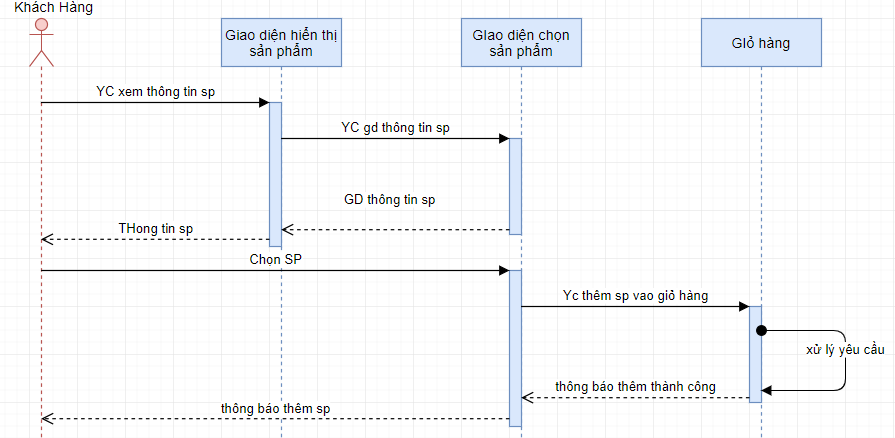 Khách Hàng
Giao diện hiển thị
sản phẩm
GIao diện chọn
sản phẩm
GIỏ hàng
YC xem thông tin sp
YC gd thông tin sp
GD thông tin sp
THong tin sp
Chọn SP
Yc thêm sp vao giỏ hàng
xử lý yêu cầu
thông báo thêm thành công
thông báo thêm sp